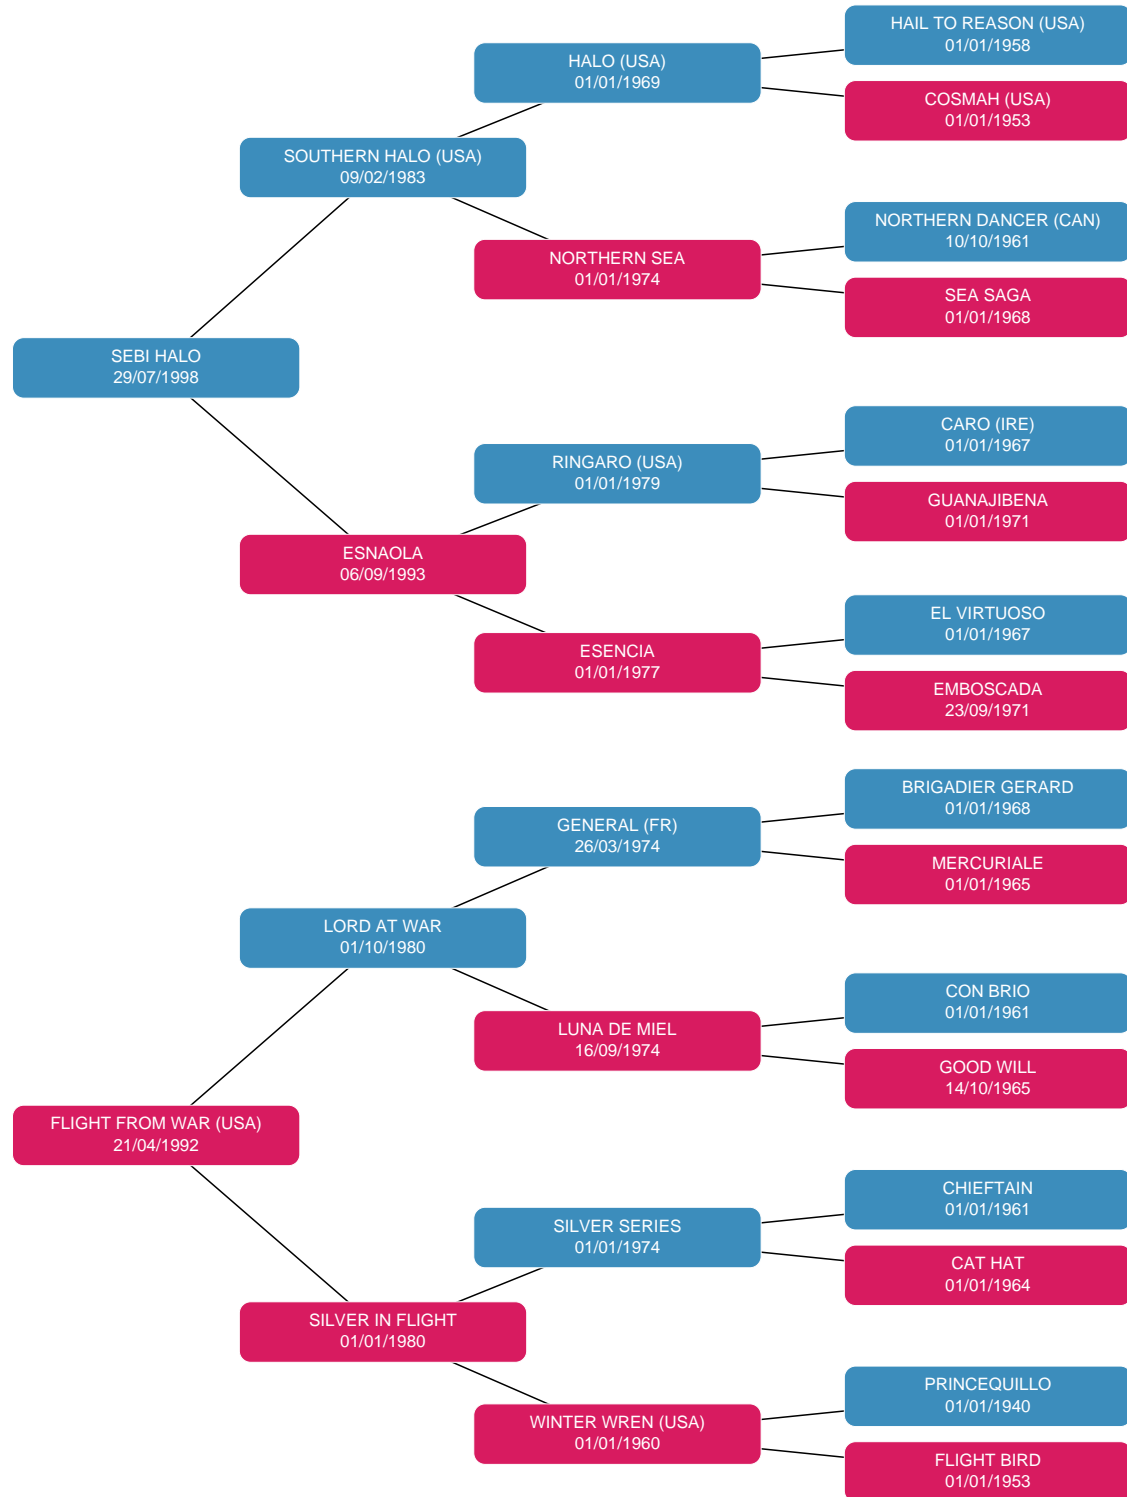 HAIL TO REASON (USA)
01/01/1958
HALO (USA)
01/01/1969
COSMAH (USA)
01/01/1953
SOUTHERN HALO (USA)
09/02/1983
NORTHERN DANCER (CAN)
10/10/1961
NORTHERN SEA
01/01/1974
SEA SAGA
01/01/1968
SEBI HALO
29/07/1998
CARO (IRE)
01/01/1967
RINGARO (USA)
01/01/1979
GUANAJIBENA
01/01/1971
ESNAOLA
06/09/1993
EL VIRTUOSO
01/01/1967
ESENCIA
01/01/1977
EMBOSCADA
23/09/1971
BRIGADIER GERARD
01/01/1968
GENERAL (FR)
26/03/1974
MERCURIALE
01/01/1965
LORD AT WAR
01/10/1980
CON BRIO
01/01/1961
LUNA DE MIEL
16/09/1974
GOOD WILL
14/10/1965
FLIGHT FROM WAR (USA)
21/04/1992
CHIEFTAIN
01/01/1961
SILVER SERIES
01/01/1974
CAT HAT
01/01/1964
SILVER IN FLIGHT
01/01/1980
PRINCEQUILLO
01/01/1940
WINTER WREN (USA)
01/01/1960
FLIGHT BIRD
01/01/1953